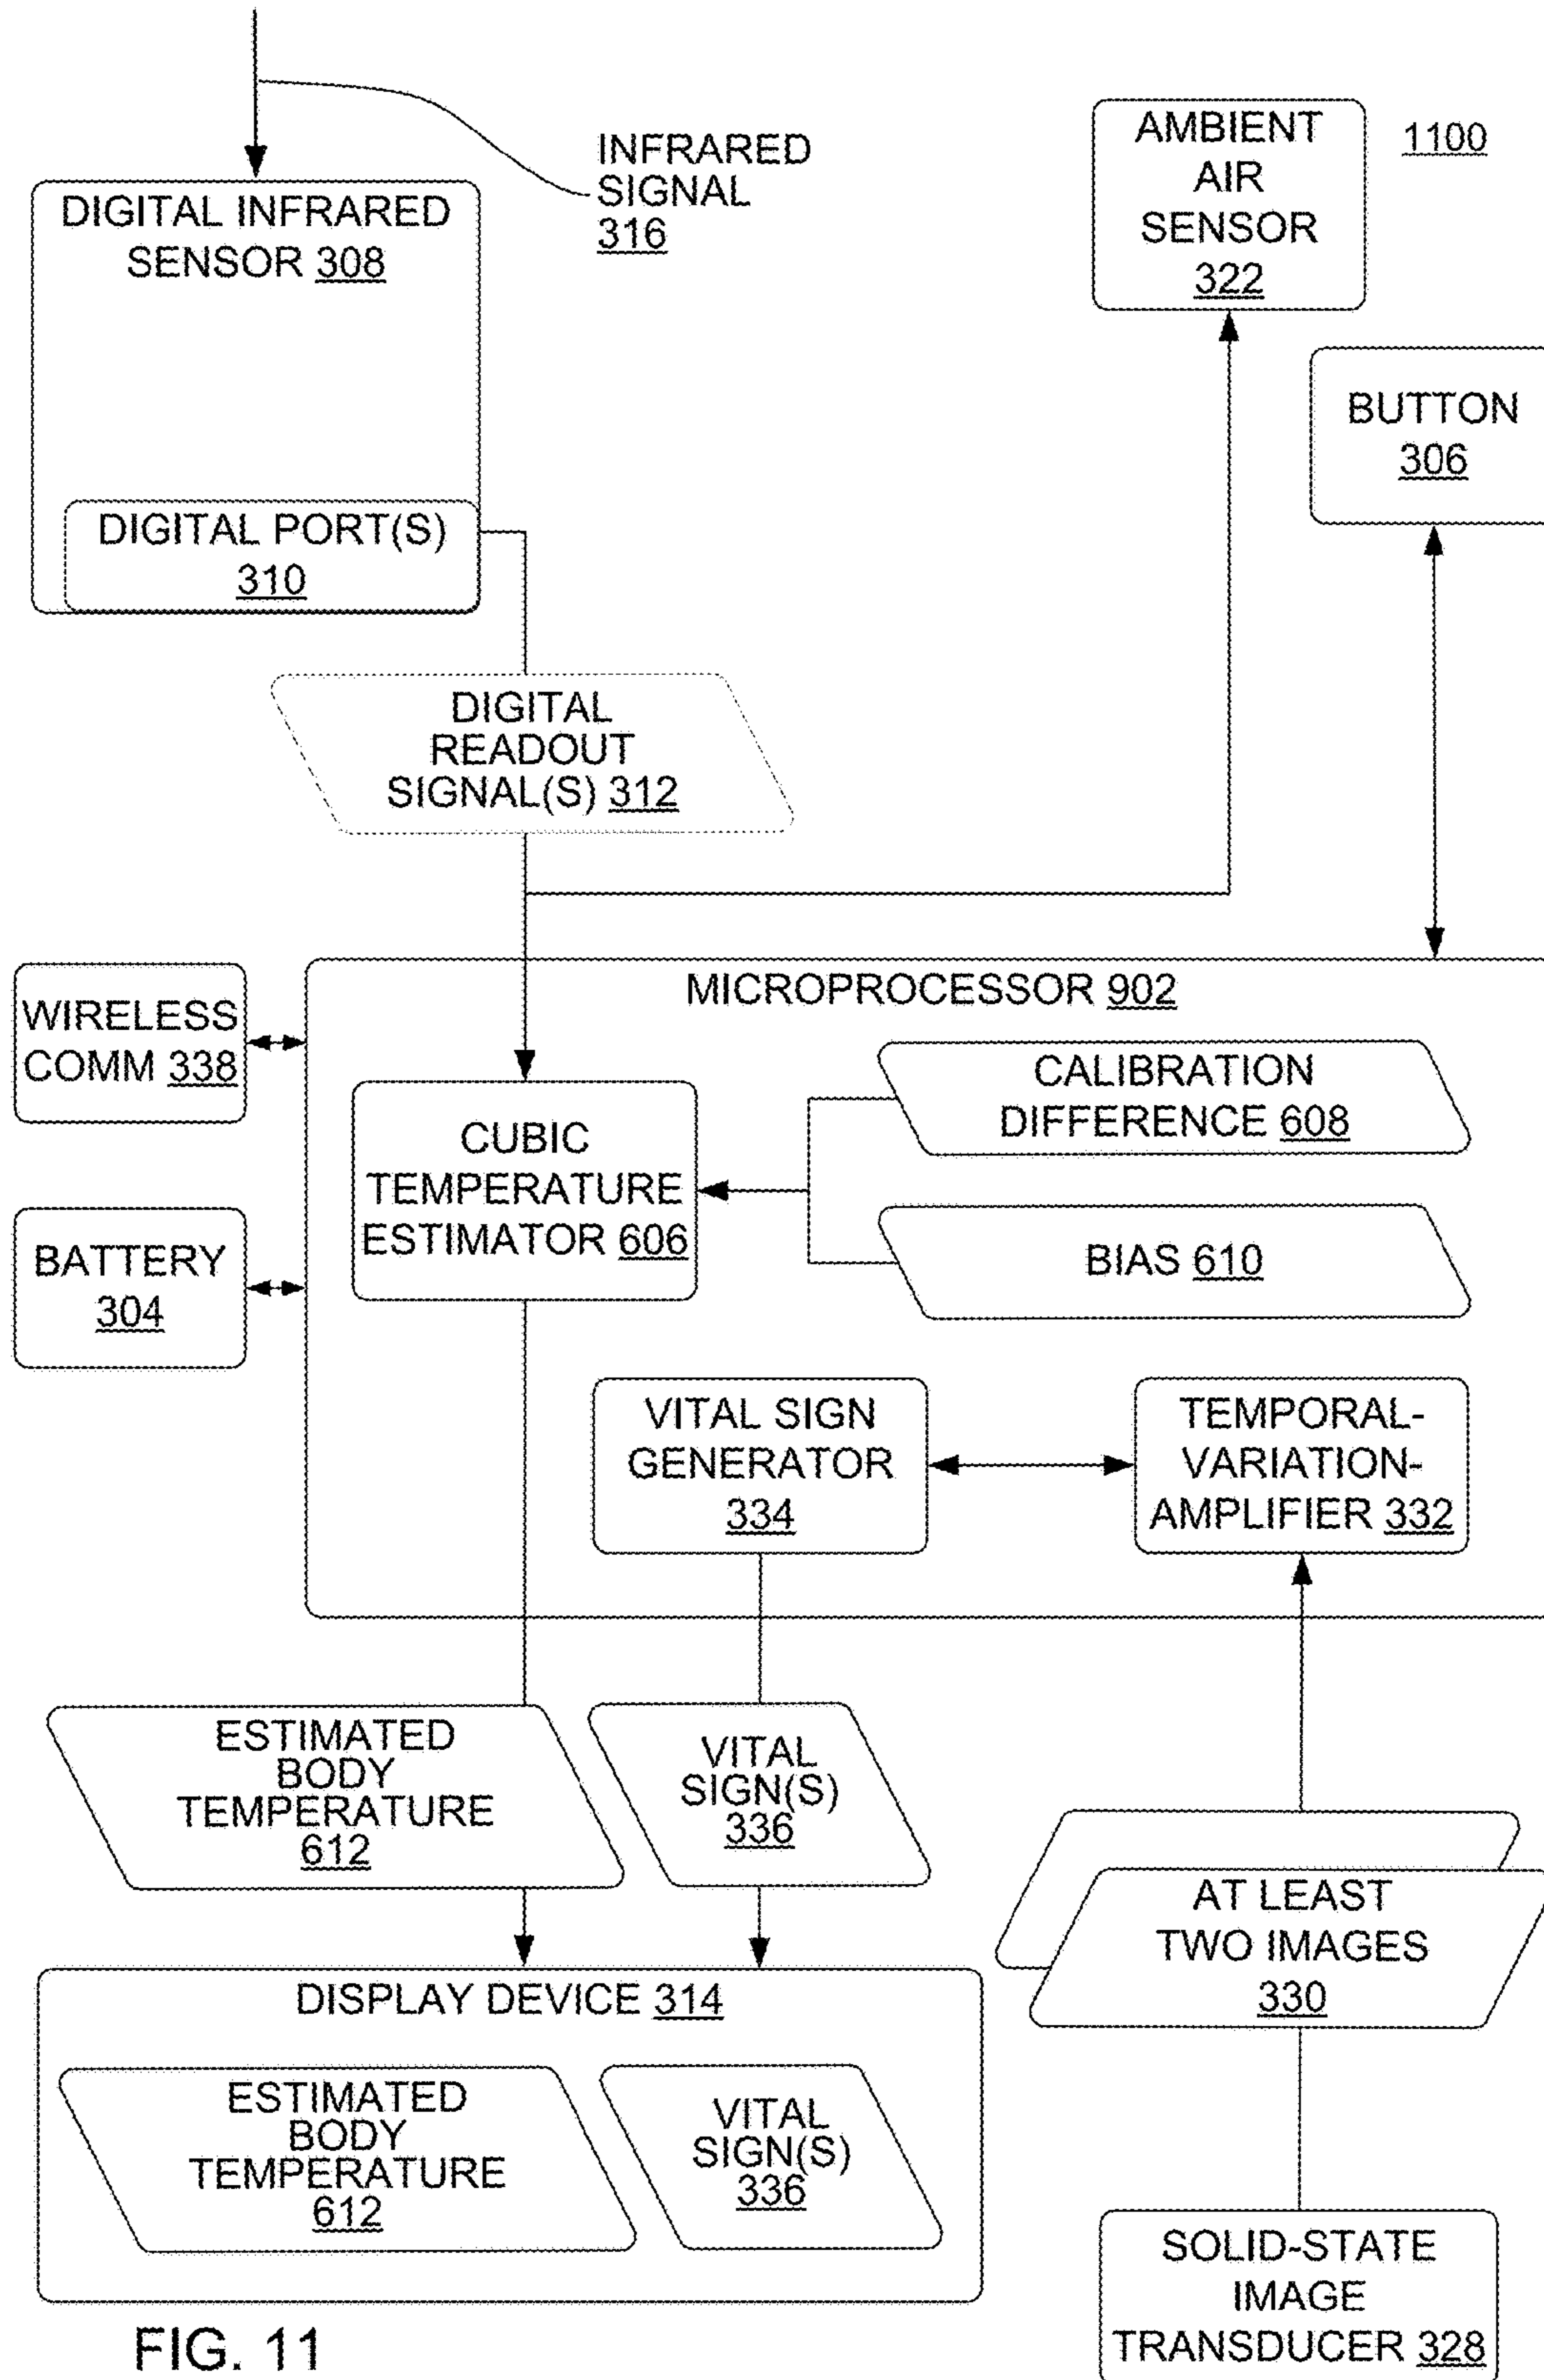 INFRARED
SIGNAL
316
AMBIENT
AIR
SENSOR
322
1100
DIGITAL INFRARED
SENSOR 308
BUTTON
306
DIGITAL PORT(S)
310
DIGITAL
READOUT
SIGNAL(S) 312
MICROPROCESSOR 902
WIRELESS
COMM 338
CALIBRATION
DIFFERENCE 608
CUBIC
TEMPERATURE
ESTIMATOR 606
BATTERY
304
BIAS 610
VITAL SIGN
GENERATOR
334
TEMPORAL-
VARIATION-
AMPLIFIER 332
ESTIMATED
BODY
TEMPERATURE
612
VITAL
SIGN(S)
336
AT LEAST
TWO IMAGES
330
DISPLAY DEVICE 314
ESTIMATED
BODY
TEMPERATURE
612
VITAL
SIGN(S)
336
SOLID-STATE
IMAGE
TRANSDUCER 328
FIG. 11